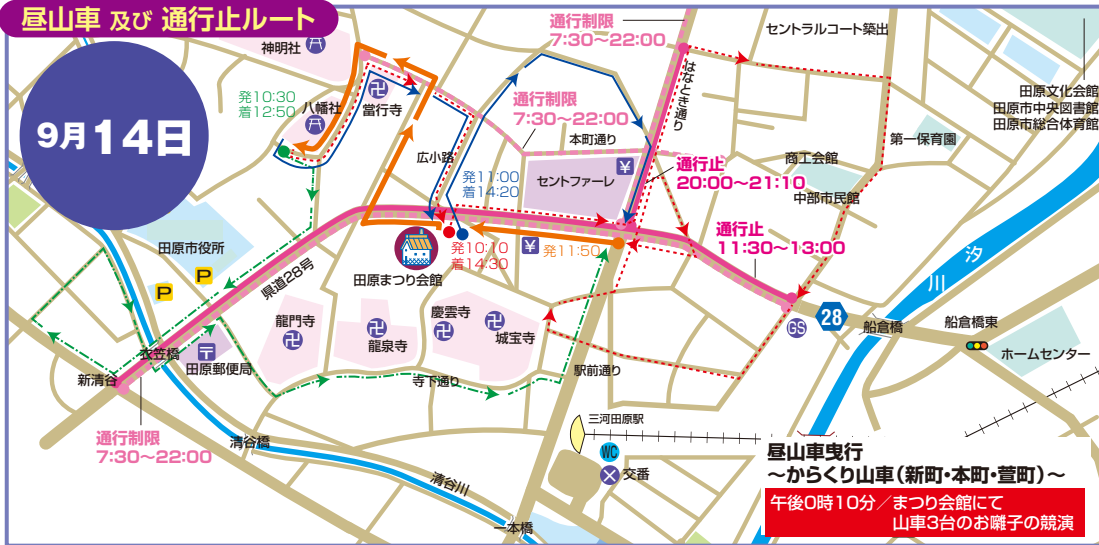 昼山車 及び 通行止ルート
9月14日
神明社
八幡社
當行寺
発10:30
着12:50
通行制限
7:30～22:00
セントラルコート築出
はなとき通り
田原文化会館
田原市中央図書館
田原市総合体育館
通行制限
7:30～22:00
本町通り
広小路
第一保育園
商工会館
中部市民館
セントファーレ
¥
通行止
20:00～21:10
発11:00
着14:20
通行止
11:30～13:00
田原市役所
P
P
県道28号
田原まつり会館
発10:10
着14:30
¥
発11:50
汐川
龍門寺
龍泉寺
慶雲寺
城宝寺
GS
28
船倉橋
船倉橋東
ホームセンター
衣笠橋
〒
田原郵便局
新清谷
寺下通り
駅前通り
通行制限
7:30～22:00
清谷橋
清谷川
三河田原駅
WC
交番
一本橋
昼山車曳行
～からくり山車（新町・本町・萱町）～
午後0時10分／まつり会館にて
山車3台のお囃子の競演